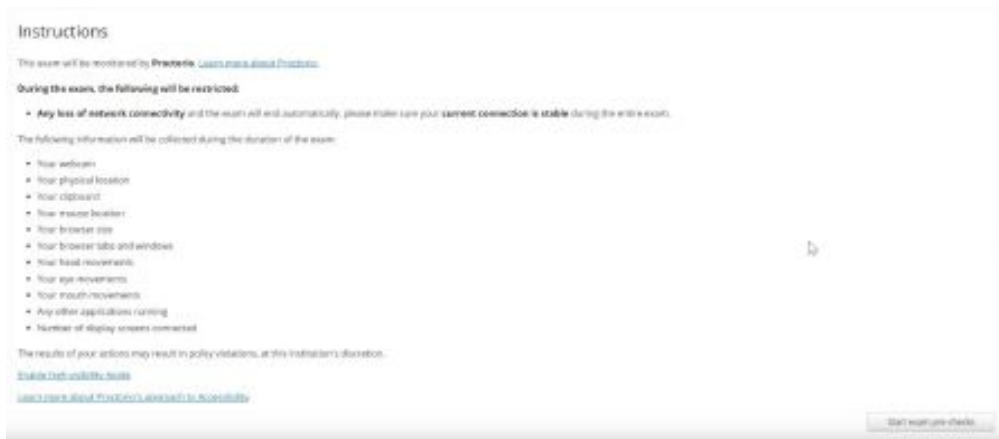 Instructions
This exam will be monitored by Proctorio. Learn more about Proctorio.
During the exam, the following will be restricted:
Any loss of network connectivity and the exam will end automatically, please make sure your current connection is stable during the entire exam.
The following information will be collected during the duration of the exam:
Your webcam
Your physical location
Your clipboard
Your mouse location
Your browser size
Your browser tabs and windows
Your head movements
Your eye movements
Your mouth movements
Any other applications running
Number of display screens connected
The results of your actions may result in policy violations, at this institution's discretion.
Enable high visibility mode
Learn more about Proctorio's approach to Accessibility
Start exam pre-checks